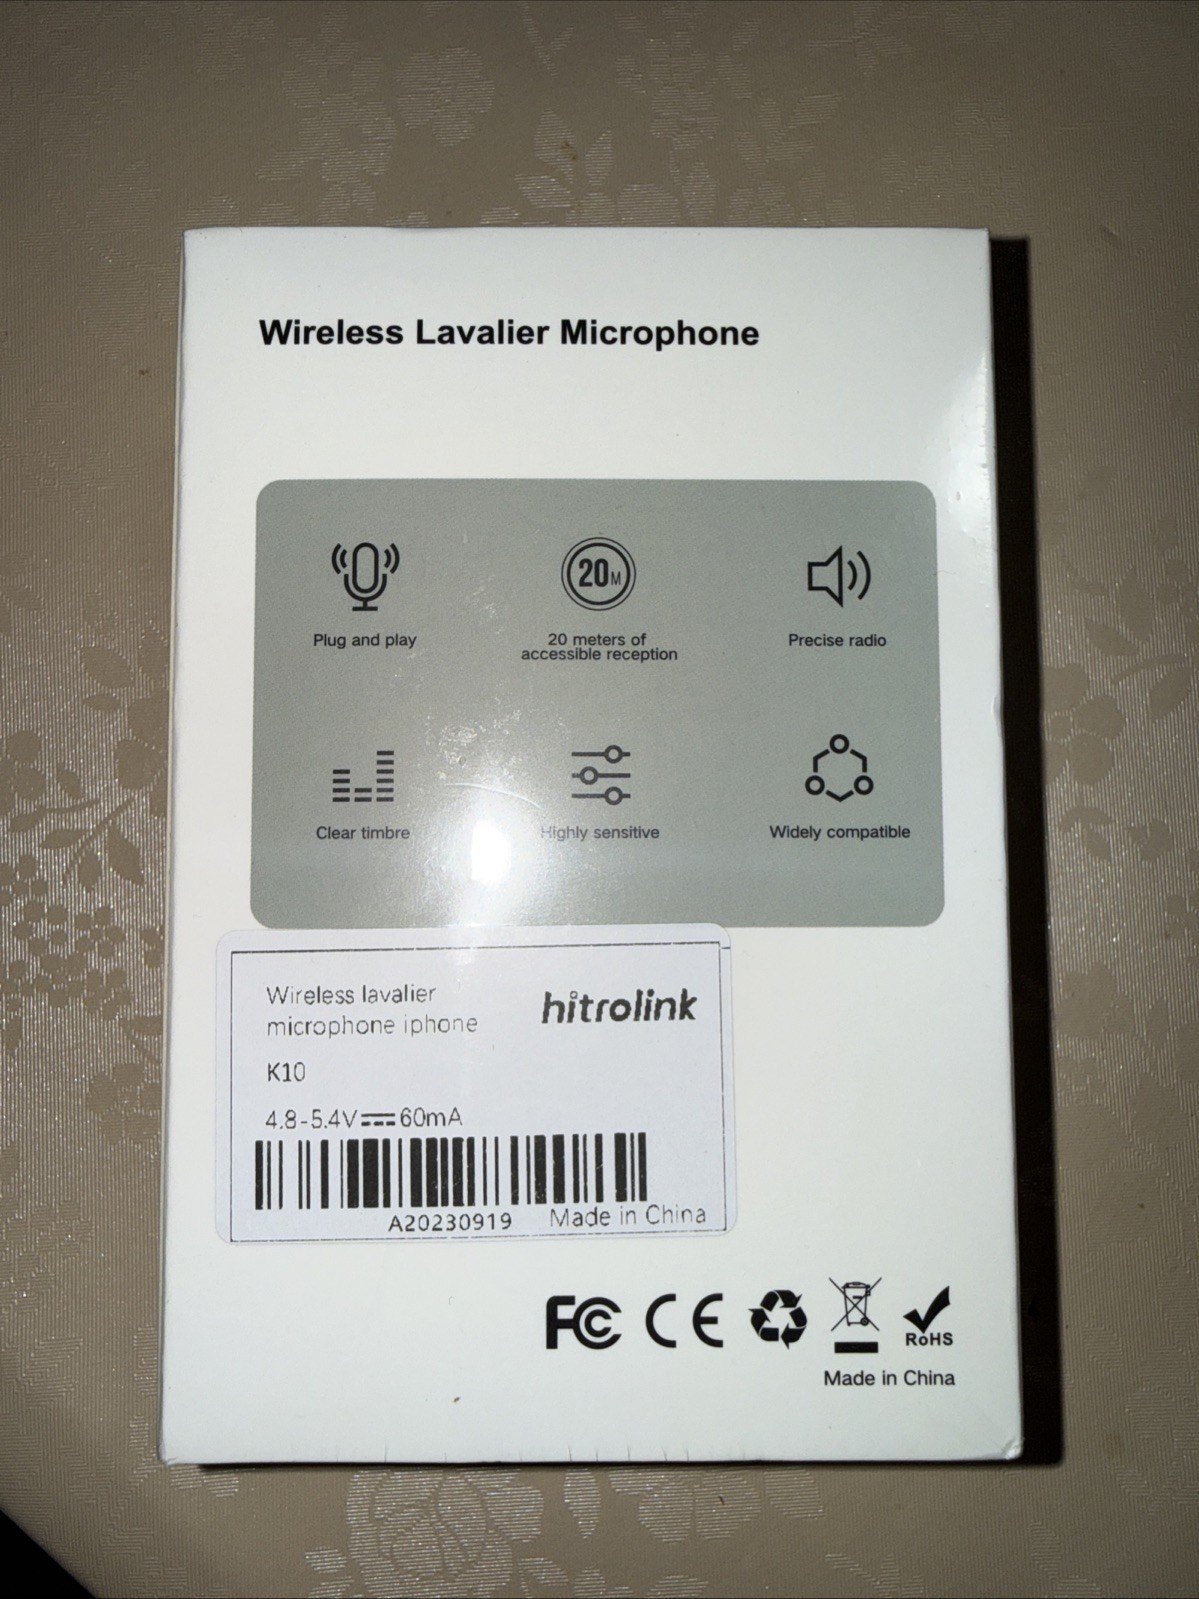 Wireless Lavalier Microphone
20M
Plug and play
20 meters of
accessible reception
Precise radio
Clear timbre
Highly sensitive
Widely compatible
Wireless lavalier
microphone iphone
hitrolink
K10
4.8-5.4V⎓60mA
A20230919
Made in China
FC CE
RoHS
Made in China